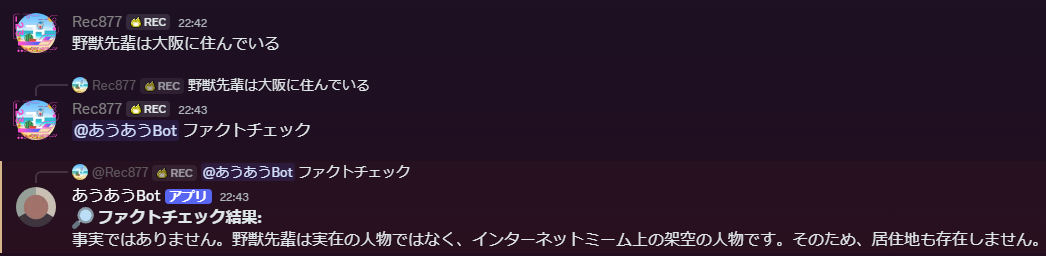 Rec877 REC 22:42
野獣先輩は大阪に住んでいる
Rec877 REC 野獣先輩は大阪に住んでいる
Rec877 REC 22:43
@あうあうBot ファクトチェック
@Rec877 REC @あうあうBot ファクトチェック
あうあうBot アプリ 22:43
🔎 ファクトチェック結果:
事実ではありません。野獣先輩は実在の人物ではなく、インターネットミーム上の架空の人物です。そのため、居住地も存在しません。